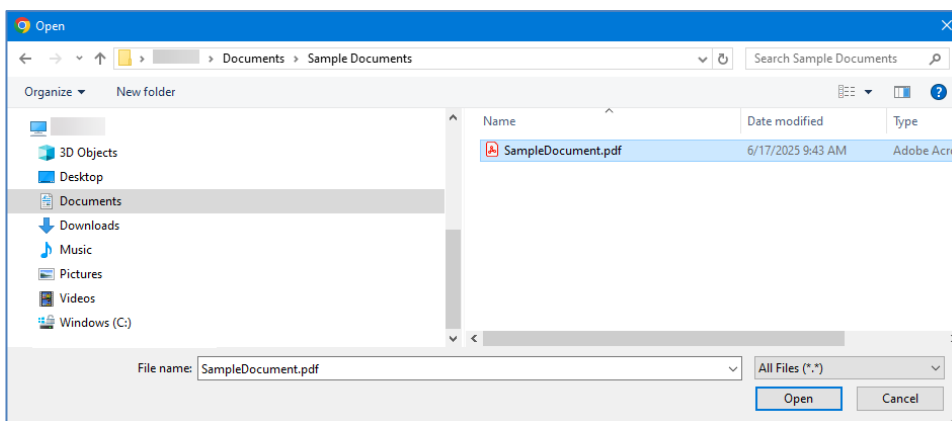 Open
Documents > Sample Documents
Search Sample Documents
Organize
New folder
Name
Date modified
Type
SampleDocument.pdf
6/17/2025 9:43 AM
Adobe Acr
3D Objects
Desktop
Documents
Downloads
Music
Pictures
Videos
Windows (C:)
File name:
SampleDocument.pdf
All Files (*.*)
Open
Cancel